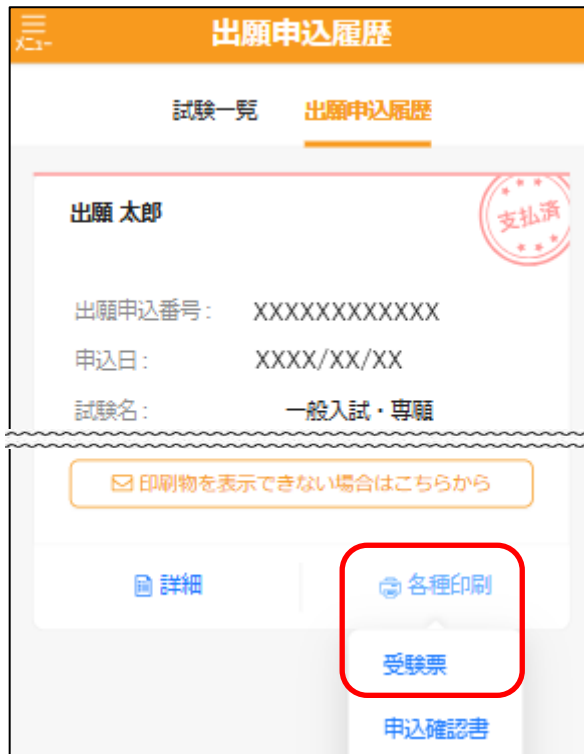 メニュー
出願申込履歴
試験一覧 出願申込履歴
出願 太郎
支払済
出願申込番号: XXXXXXXXXXXX
申込日: XXXX/XX/XX
試験名: 一般入試・専願
印刷物を表示できない場合はこちらから
詳細 各種印刷
受験票
申込確認書